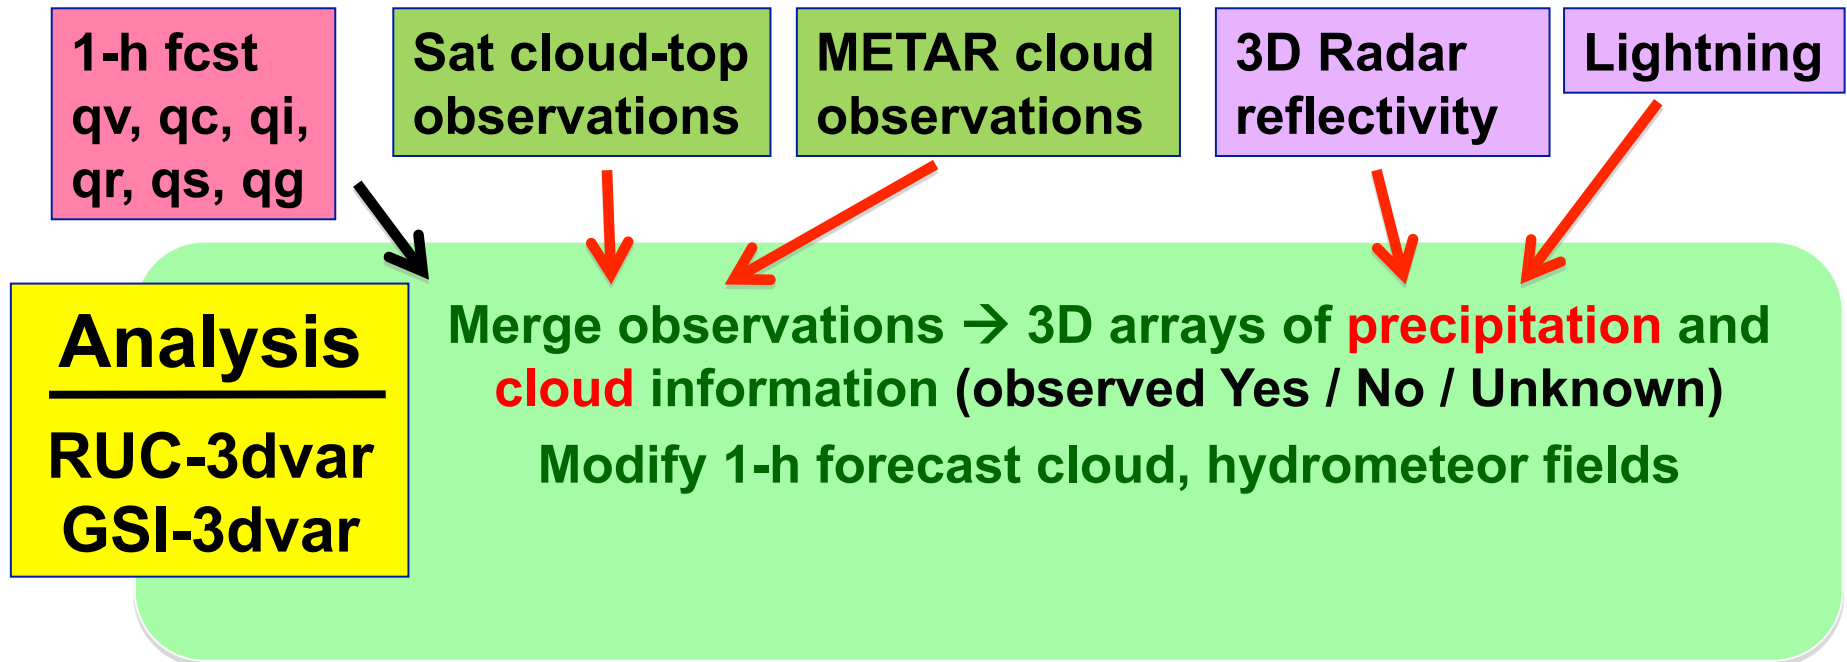 1-h fcst
qv, qc, qi,
qr, qs, qg
Sat cloud-top
observations
METAR cloud
observations
3D Radar
reflectivity
Lightning
Analysis
RUC-3dvar
GSI-3dvar
Merge observations → 3D arrays of precipitation and
cloud information (observed Yes / No / Unknown)
Modify 1-h forecast cloud, hydrometeor fields